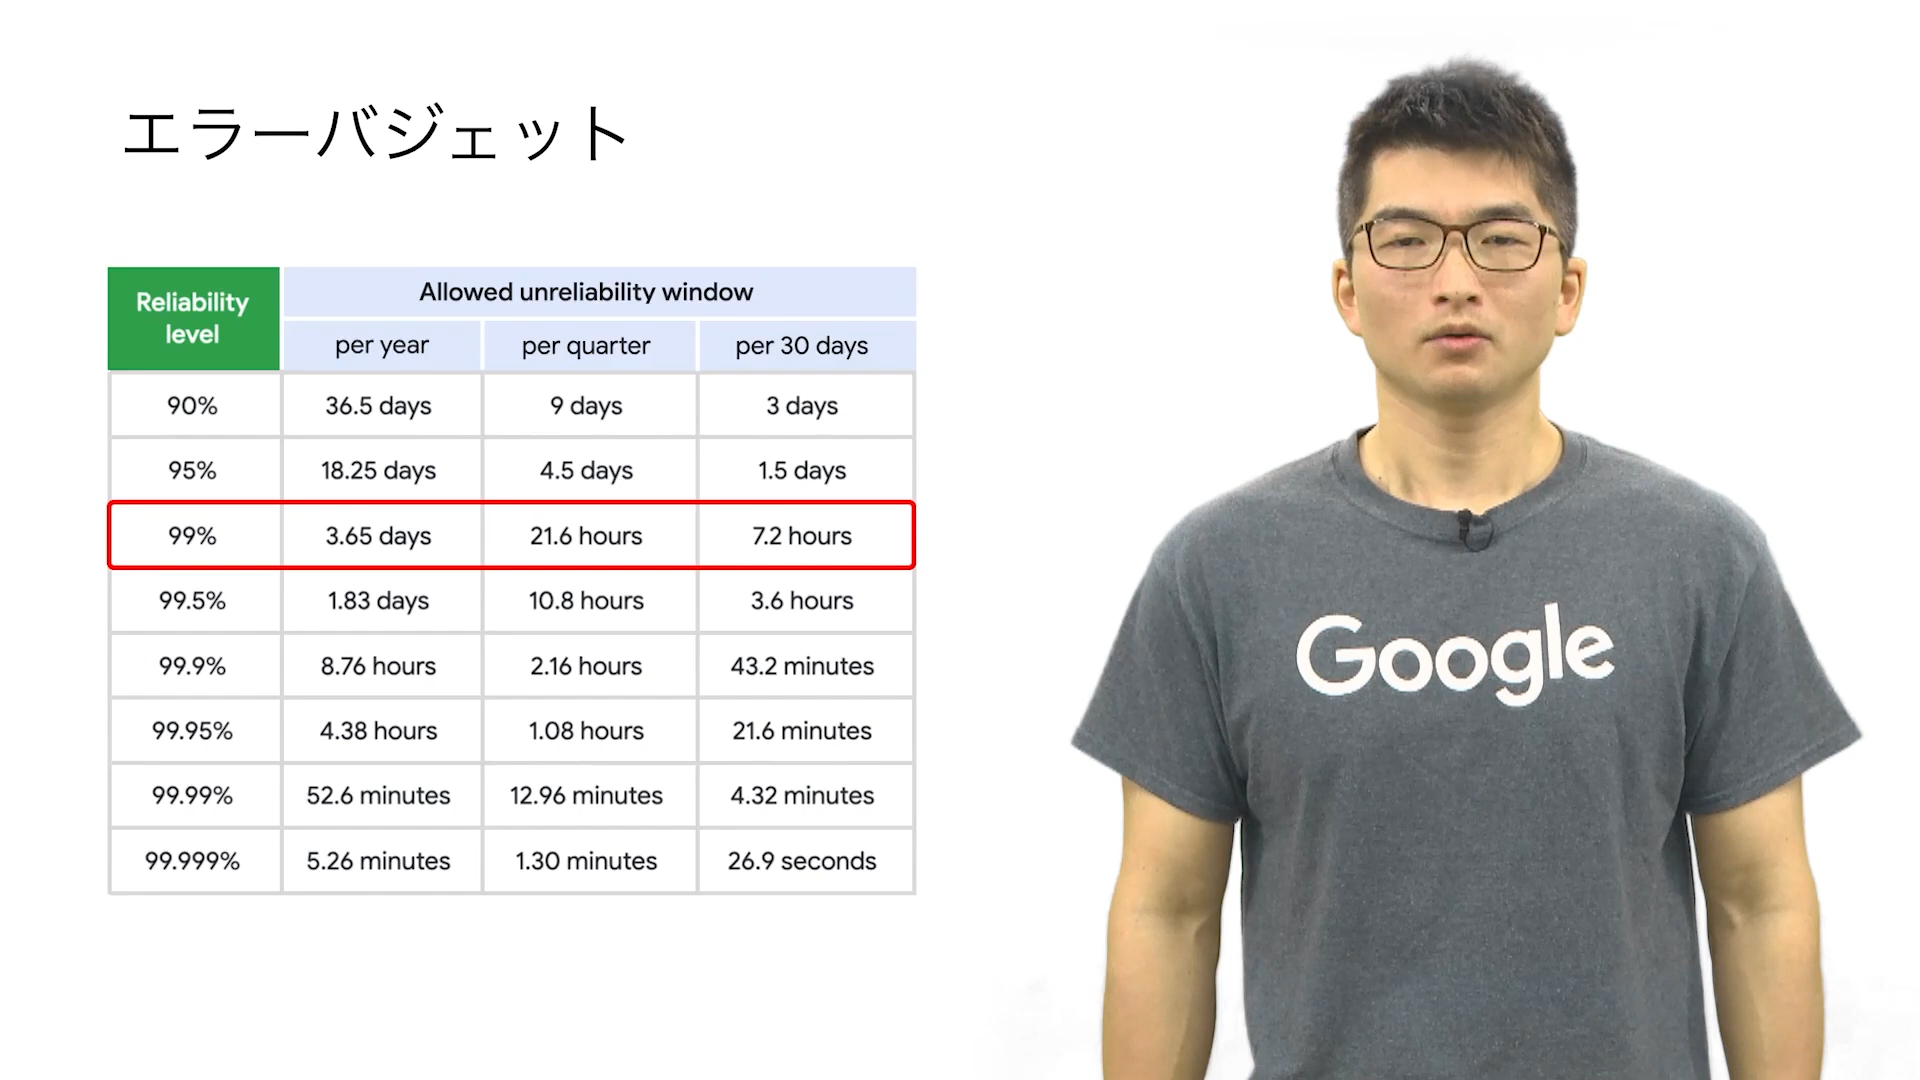 エラーバジェット
Reliability level
Allowed unreliability window
per year per quarter per 30 days
90% 36.5 days 9 days 3 days
95% 18.25 days 4.5 days 1.5 days
99% 3.65 days 21.6 hours 7.2 hours
99.5% 1.83 days 10.8 hours 3.6 hours
99.9% 8.76 hours 2.16 hours 43.2 minutes
99.95% 4.38 hours 1.08 hours 21.6 minutes
99.99% 52.6 minutes 12.96 minutes 4.32 minutes
99.999% 5.26 minutes 1.30 minutes 26.9 seconds
Google